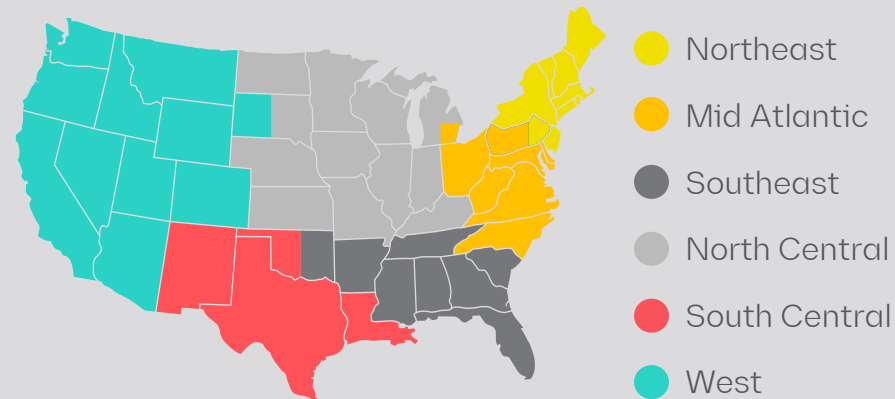 Northeast
Mid Atlantic
Southeast
North Central
South Central
West